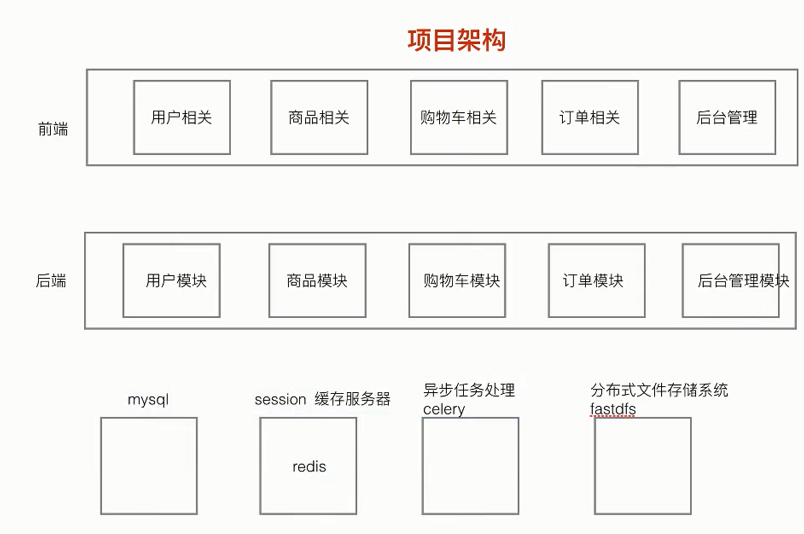 项目架构
前端
用户相关
商品相关
购物车相关
订单相关
后台管理
后端
用户模块
商品模块
购物车模块
订单模块
后台管理模块
mysql
session 缓存服务器
异步任务处理
celery
分布式文件存储系统
fastdfs
redis